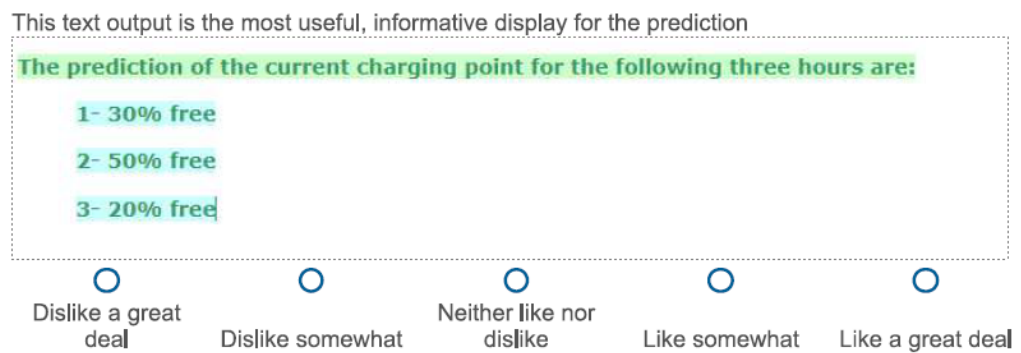 This text output is the most useful, informative display for the prediction
The prediction of the current charging point for the following three hours are:
1- 30% free
2- 50% free
3- 20% free
Dislike a great
deal
Dislike somewhat
Neither like nor
dislike
Like somewhat
Like a great deal